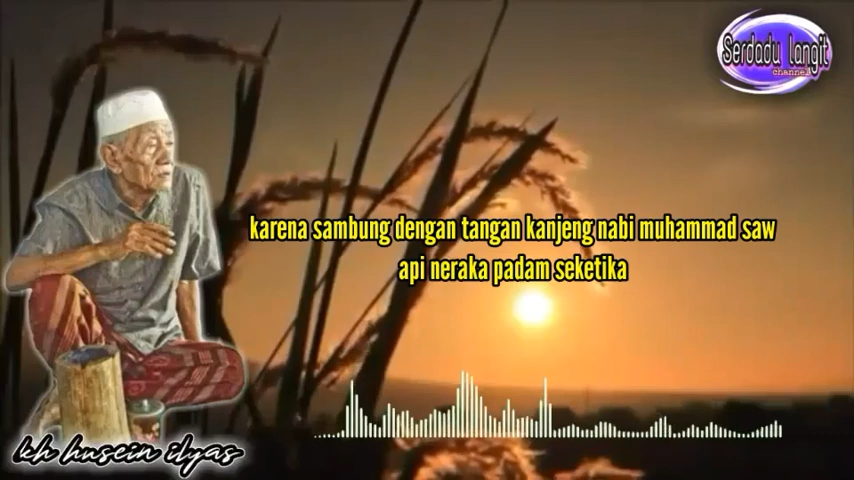 Serdadu langit
channel
karena sambung dengan tangan kanjeng nabi muhammad saw
api neraka padam seketika
kh husein ilyas